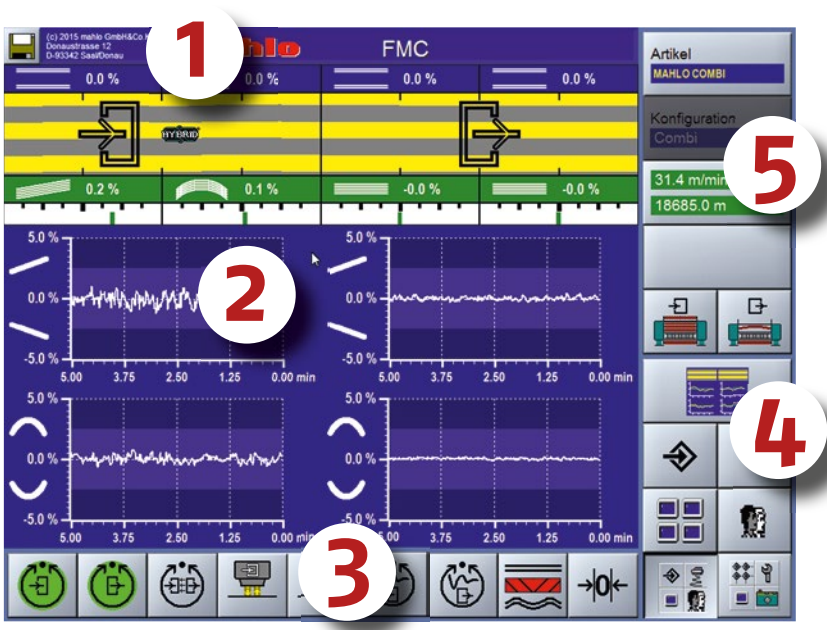 (c) 2015 mahlo GmbH&Co.
Donaustrasse 12
D-93342 Saal/Donau
1
FMC
0.0 %
0.0 %
0.0 %
0.0 %
HYBRID
0.2 %
0.1 %
-0.0 %
-0.0 %
5.0 %
0.0 %
-5.0 %
5.00 3.75 2.50 1.25 0.00 min
2
5.0 %
0.0 %
-5.0 %
5.00 3.75 2.50 1.25 0.00 min
5.0 %
0.0 %
-5.0 %
5.00 3.75 2.50 1.25 0.00 min
5.0 %
0.0 %
-5.0 %
5.00 3.75 2.50 1.25 0.00 min
3
0
Artikel
MAHLO COMBI
Konfiguration
Combi
31.4 m/min
18685.0 m
5
4